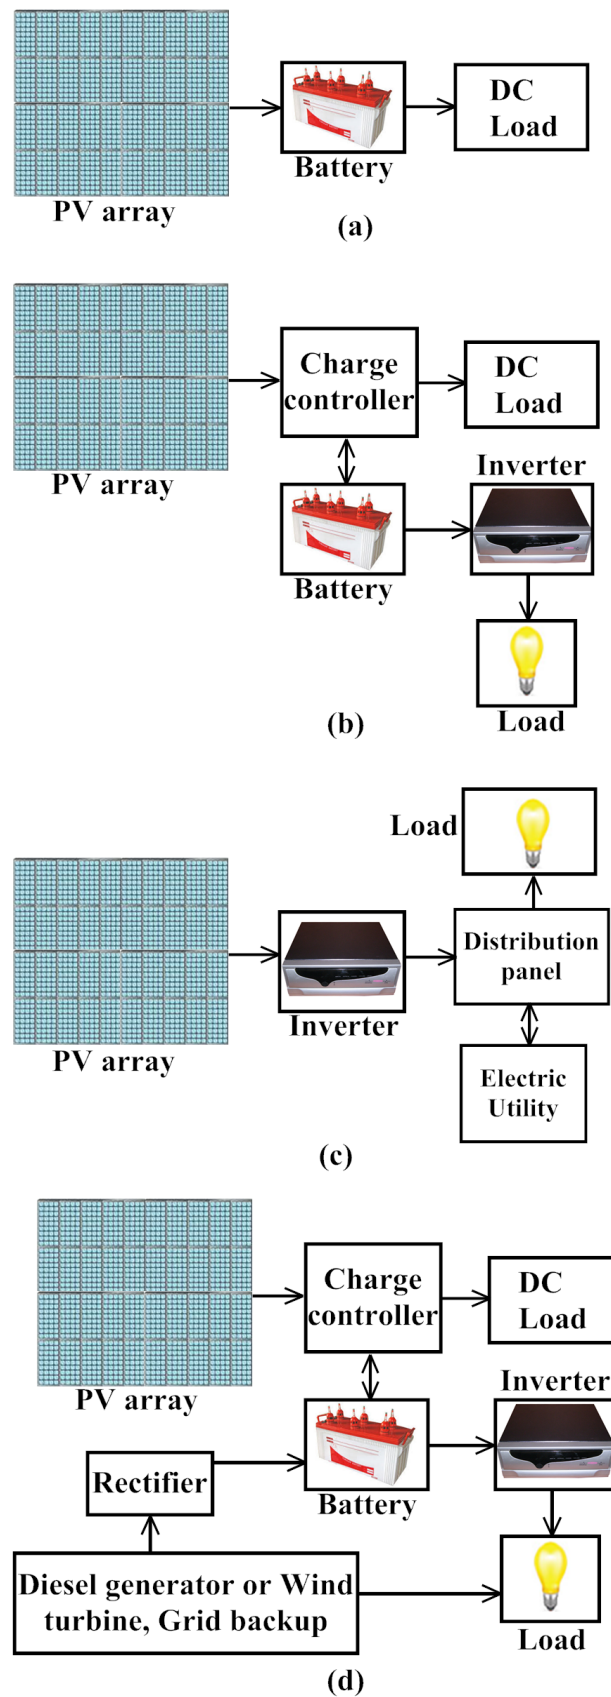 DC
Load
Battery
PV array
(a)
Charge
controller
DC
Load
PV array
Inverter
Battery
Load
(b)
Load
Distribution
panel
Inverter
PV array
Electric
Utility
(c)
Charge
controller
DC
Load
PV array
Inverter
Rectifier
Battery
Diesel generator or Wind
turbine, Grid backup
Load
(d)